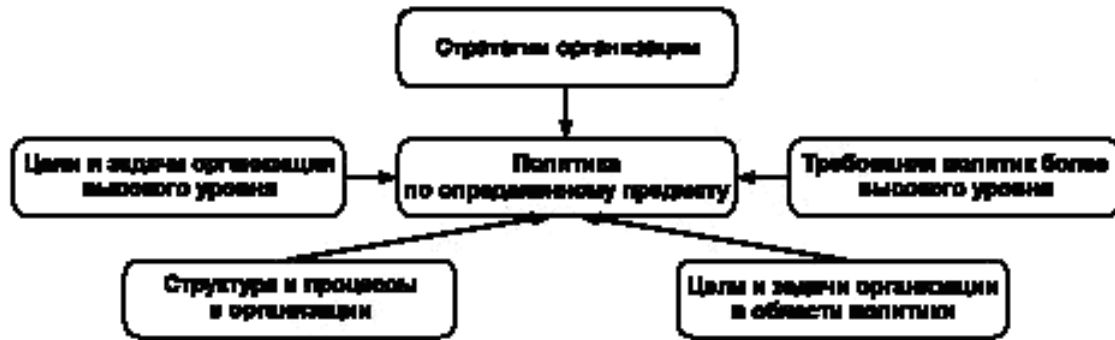 Стратегии организации
Цели и задачи организации
высокого уровня
Политика
по определенному предмету
Требования политик более
высокого уровня
Структура и процессы
в организации
Цели и задачи организации
в области политики